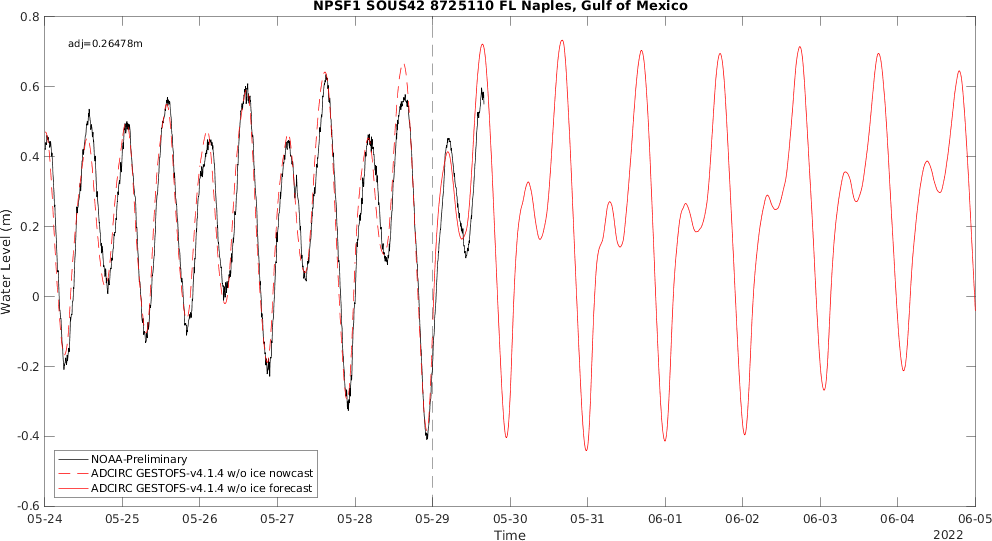 NPSF1 SOUS42 8725110 FL Naples, Gulf of Mexico
adj=0.26478m
0.8
0.6
0.4
0.2
0
-0.2
-0.4
-0.6
Water Level (m)
NOAA-Preliminary
ADCIRC GESTOFS-v4.1.4 w/o ice nowcast
ADCIRC GESTOFS-v4.1.4 w/o ice forecast
05-24 05-25 05-26 05-27 05-28 05-29 05-30 05-31 06-01 06-02 06-03 06-04 06-05
Time
2022